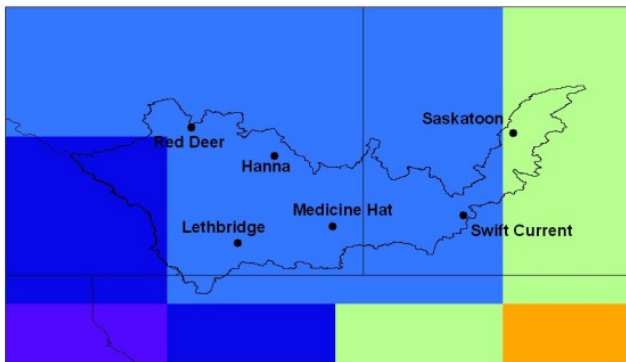 Saskatoon
Red Deer
Hanna
Medicine Hat
Lethbridge
Swift Current